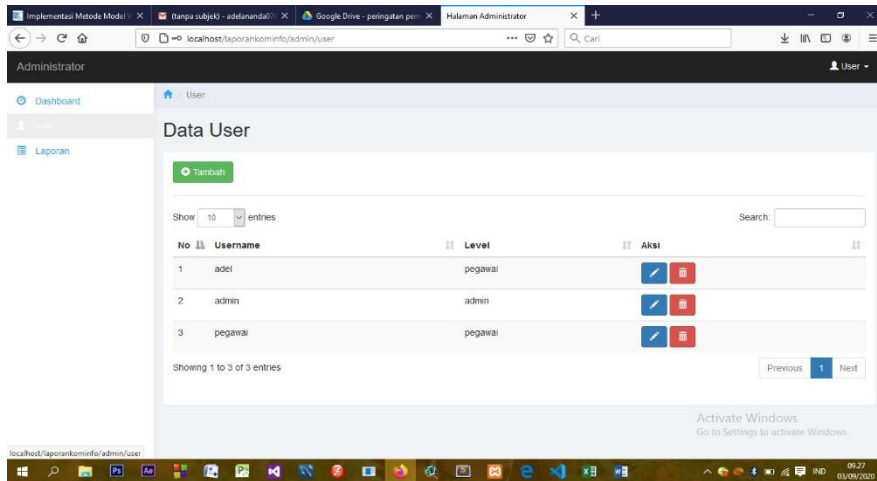 Implementasi Metode Model V
(tanpa subjek) - adelananda07
Google Drive - peringatan pem
Halaman Administrator
localhost/laporankominfo/admin/user
Cari
Administrator
User
Dashboard
User
Laporan
User
Data User
Tambah
Show 10 entries
Search:
No Username Level Aksi
1 adel pegawai
2 admin admin
3 pegawai pegawai
Showing 1 to 3 of 3 entries
Previous 1 Next
Activate Windows
Go to Settings to activate Windows.
localhost/laporankominfo/admin/user
Ps
Ae
IND
09.27
03/09/2020